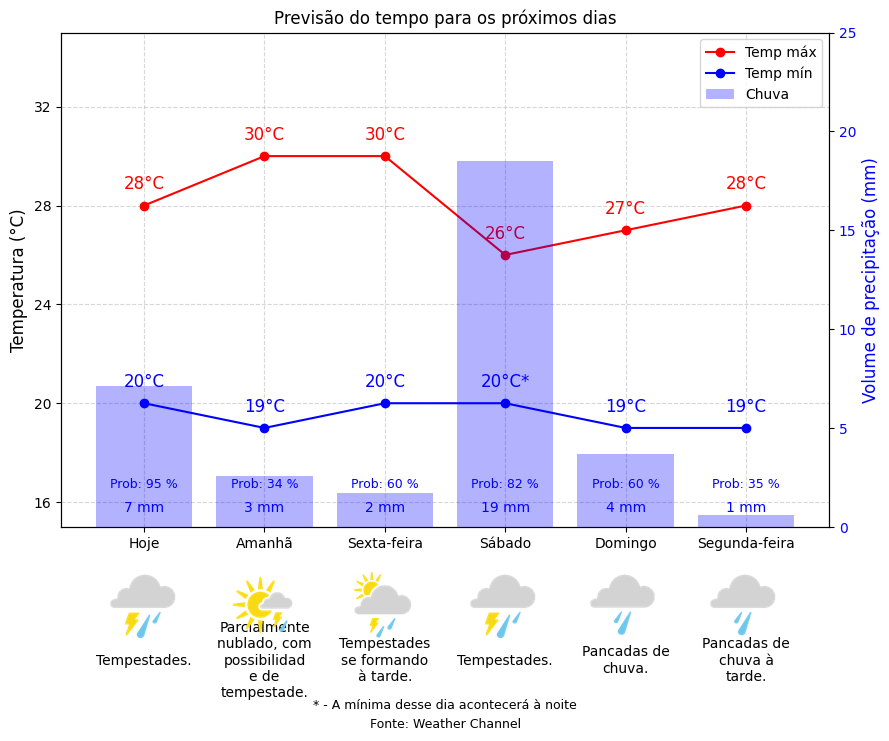 Previsão do tempo para os próximos dias
Temp máx
Temp mín
Chuva
Temperatura (°C)
Volume de precipitação (mm)
32
28
24
20
16
25
20
15
10
5
0
28°C
30°C
30°C
26°C
27°C
28°C
20°C
19°C
20°C
20°C*
19°C
19°C
Prob: 95 %
Prob: 34 %
Prob: 60 %
Prob: 82 %
Prob: 60 %
Prob: 35 %
7 mm
3 mm
2 mm
19 mm
4 mm
1 mm
Hoje
Amanhã
Sexta-feira
Sábado
Domingo
Segunda-feira
Tempestades.
Parcialmente
nublado, com
possibilidad
e de
tempestade.
Tempestades
se formando
à tarde.
Tempestades.
Pancadas de
chuva.
Pancadas de
chuva à
tarde.
* - A mínima desse dia acontecerá à noite
Fonte: Weather Channel